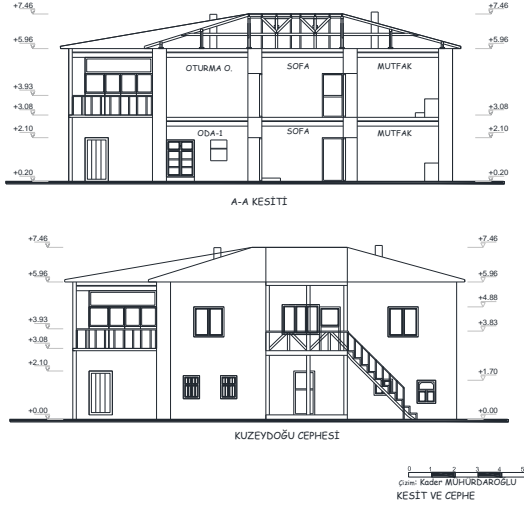 +7.46 +7.46
+5.96 +5.96
OTURMA O. SOFA MUTFAK
+3.93
+3.08 +3.08
+2.10 ODA-1 SOFA MUTFAK +2.10
+0.20 +0.20
A-A KESİTİ
+7.46 +7.46
+5.96 +5.96
+4.88
+3.93 +3.83
+3.08
+2.10 +1.70
+0.00 +0.00
KUZEYDOĞU CEPHESİ
0 1 2 3 4 5
Çizim: Kader MÜHÜRDAROĞLU
KESİT VE CEPHE